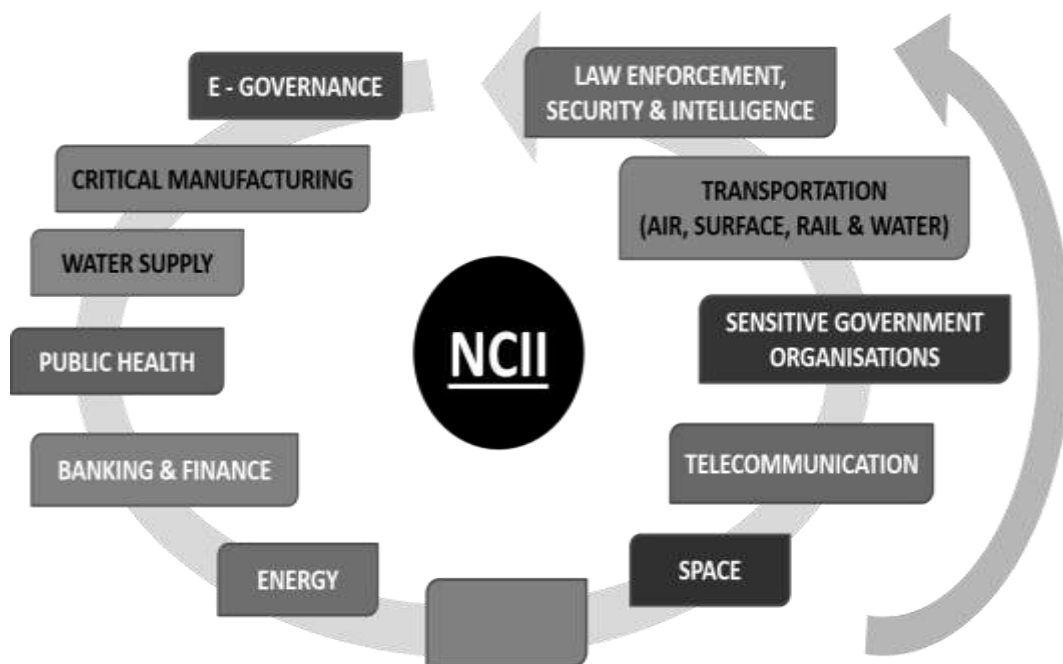 E - GOVERNANCE
LAW ENFORCEMENT,
SECURITY & INTELLIGENCE
CRITICAL MANUFACTURING
TRANSPORTATION
(AIR, SURFACE, RAIL & WATER)
WATER SUPPLY
SENSITIVE GOVERNMENT
ORGANISATIONS
NCII
PUBLIC HEALTH
BANKING & FINANCE
TELECOMMUNICATION
ENERGY
SPACE